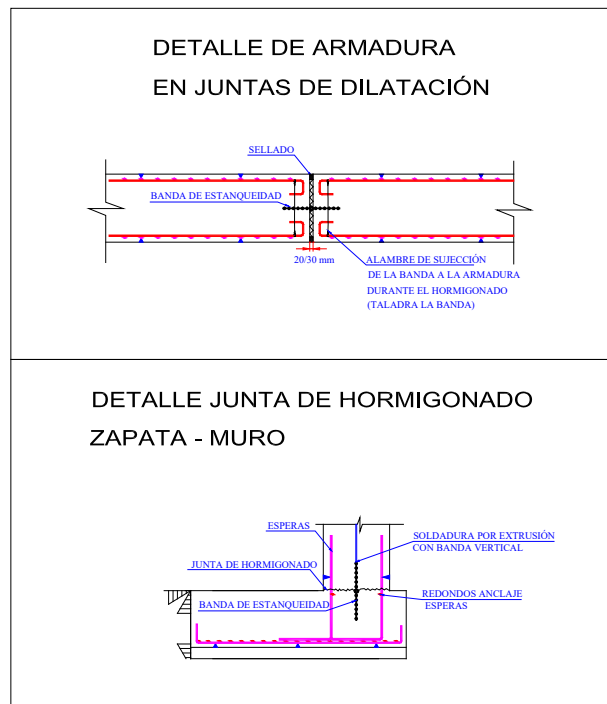 DETALLE DE ARMADURA
EN JUNTAS DE DILATACIÓN
SELLADO
BANDA DE ESTANQUEIDAD
20/30 mm
ALAMBRE DE SUJECCIÓN
DE LA BANDA A LA ARMADURA
DURANTE EL HORMIGONADO
(TALADRA LA BANDA)
DETALLE JUNTA DE HORMIGONADO
ZAPATA - MURO
ESPERAS
SOLDADURA POR EXTRUSIÓN
CON BANDA VERTICAL
JUNTA DE HORMIGONADO
BANDA DE ESTANQUEIDAD
REDONDOS ANCLAJE
ESPERAS